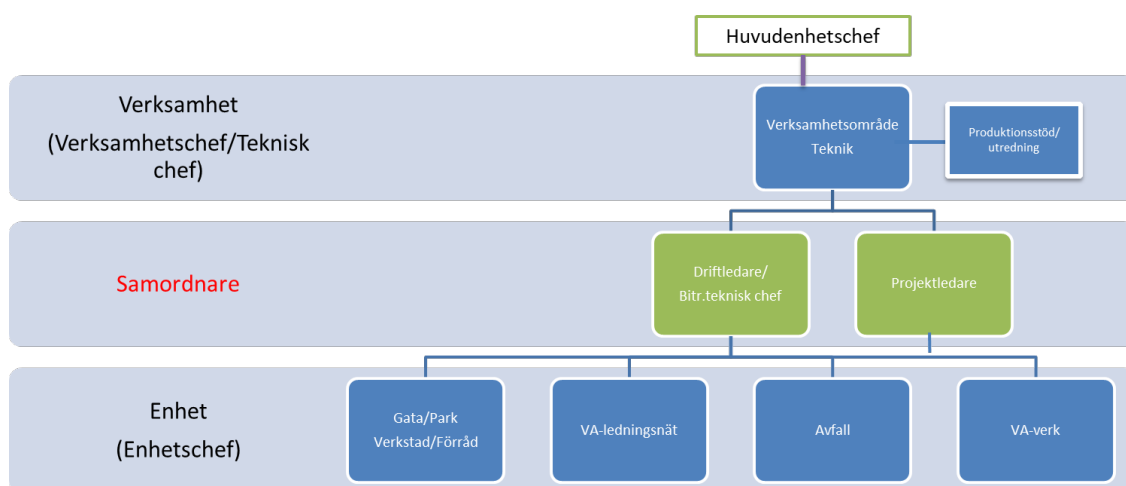 Huvudenhetschef
Verksamhet
(Verksamhetschef/Teknisk
chef)
Verksamhetsområde
Teknik
Produktionsstöd/
utredning
Samordnare
Driftledare/
Bitr.teknisk chef
Projektledare
Enhet
(Enhetschef)
Gata/Park
Verkstad/Förråd
VA-ledningsnät
Avfall
VA-verk